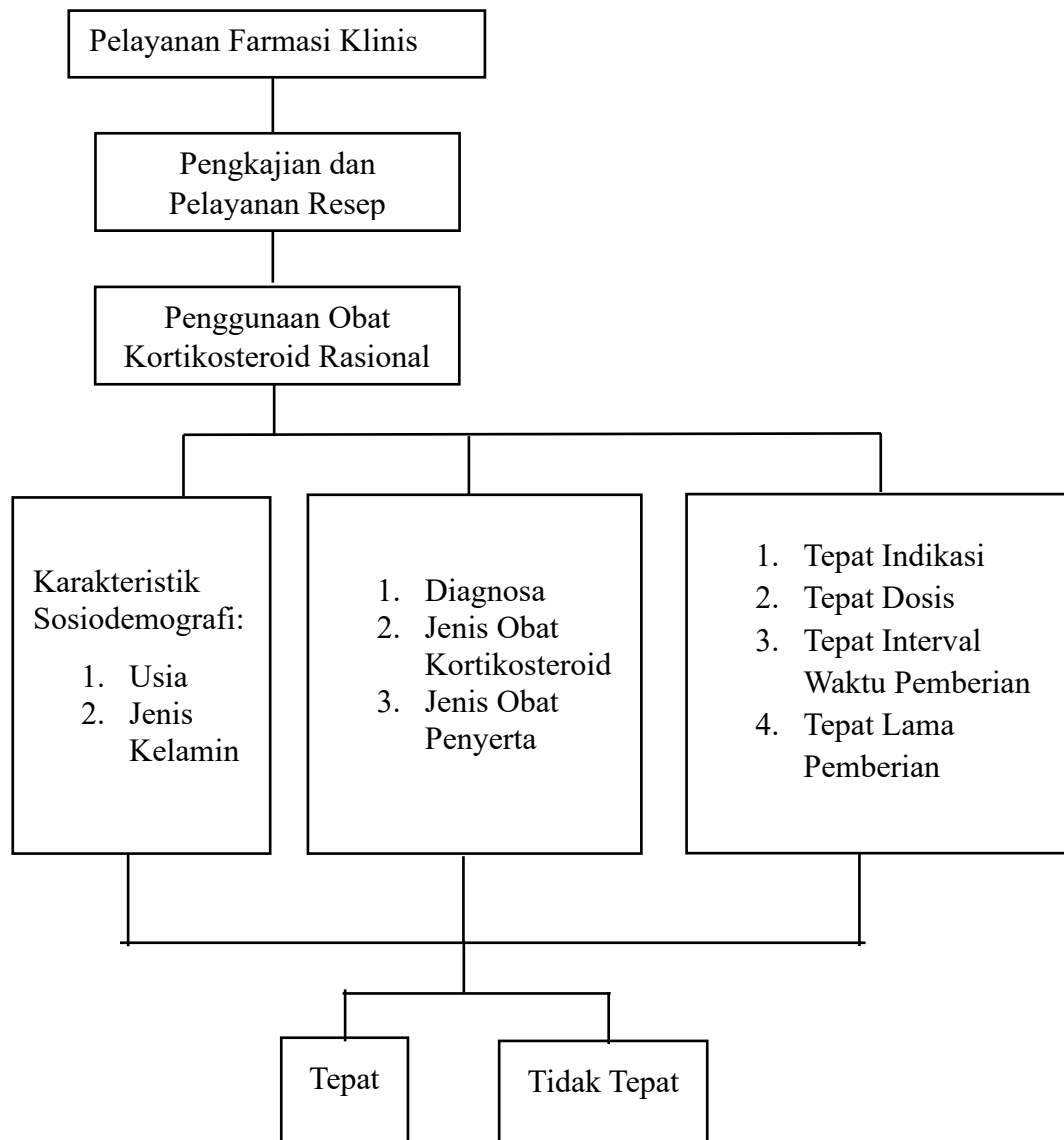 Pelayanan Farmasi Klinis
Pengkajian dan
Pelayanan Resep
Penggunaan Obat
Kortikosteroid Rasional
Karakteristik
Sosiodemografi:
1. Usia
2. Jenis
Kelamin
1. Diagnosa
2. Jenis Obat
Kortikosteroid
3. Jenis Obat
Penyerta
1. Tepat Indikasi
2. Tepat Dosis
3. Tepat Interval
Waktu Pemberian
4. Tepat Lama
Pemberian
Tepat
Tidak Tepat